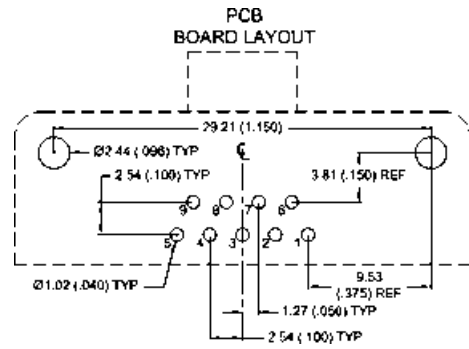 PCB
BOARD LAYOUT
29.21 (1.150)
Ø2.44 (.096) TYP
3.81 (.150) REF
2.54 (.100) TYP
9 8 7 6
5 4 3 2 1
Ø1.02 (.040) TYP
9.53
(.375) REF
1.27 (.050) TYP
2.54 (.100) TYP